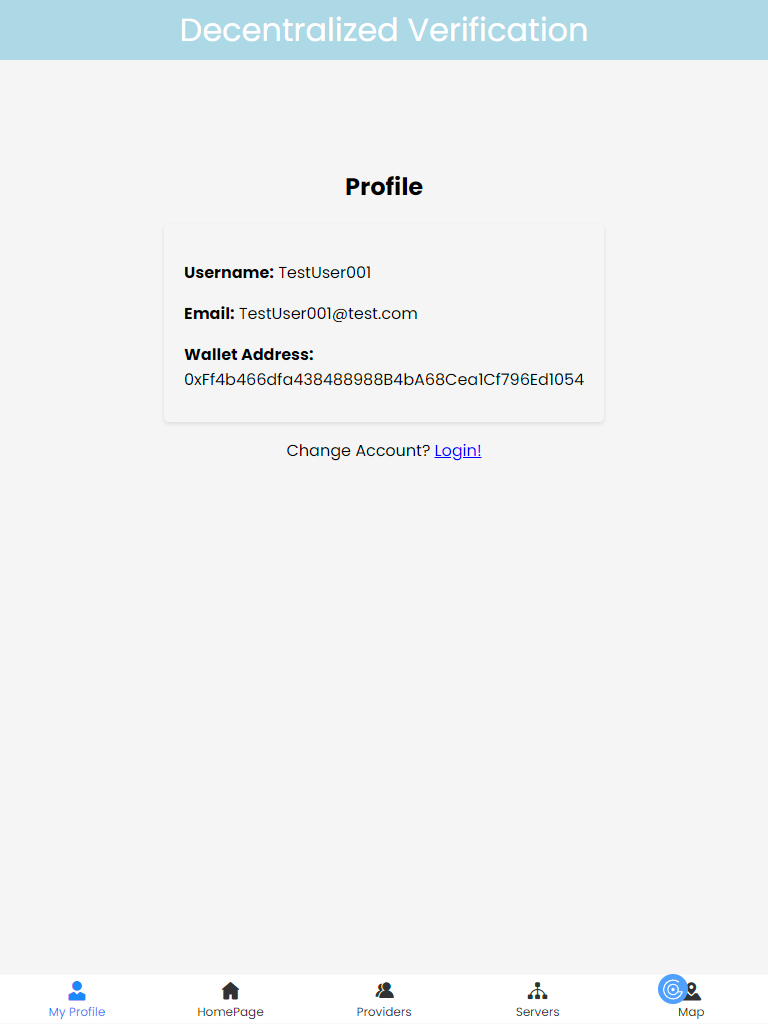 Decentralized Verification
Profile
Username: TestUser001
Email: TestUser001@test.com
Wallet Address:
0xFf4b466dfa438488988B4bA68Cea1Cf796Ed1054
Change Account? Login!
My Profile
HomePage
Providers
Servers
Map